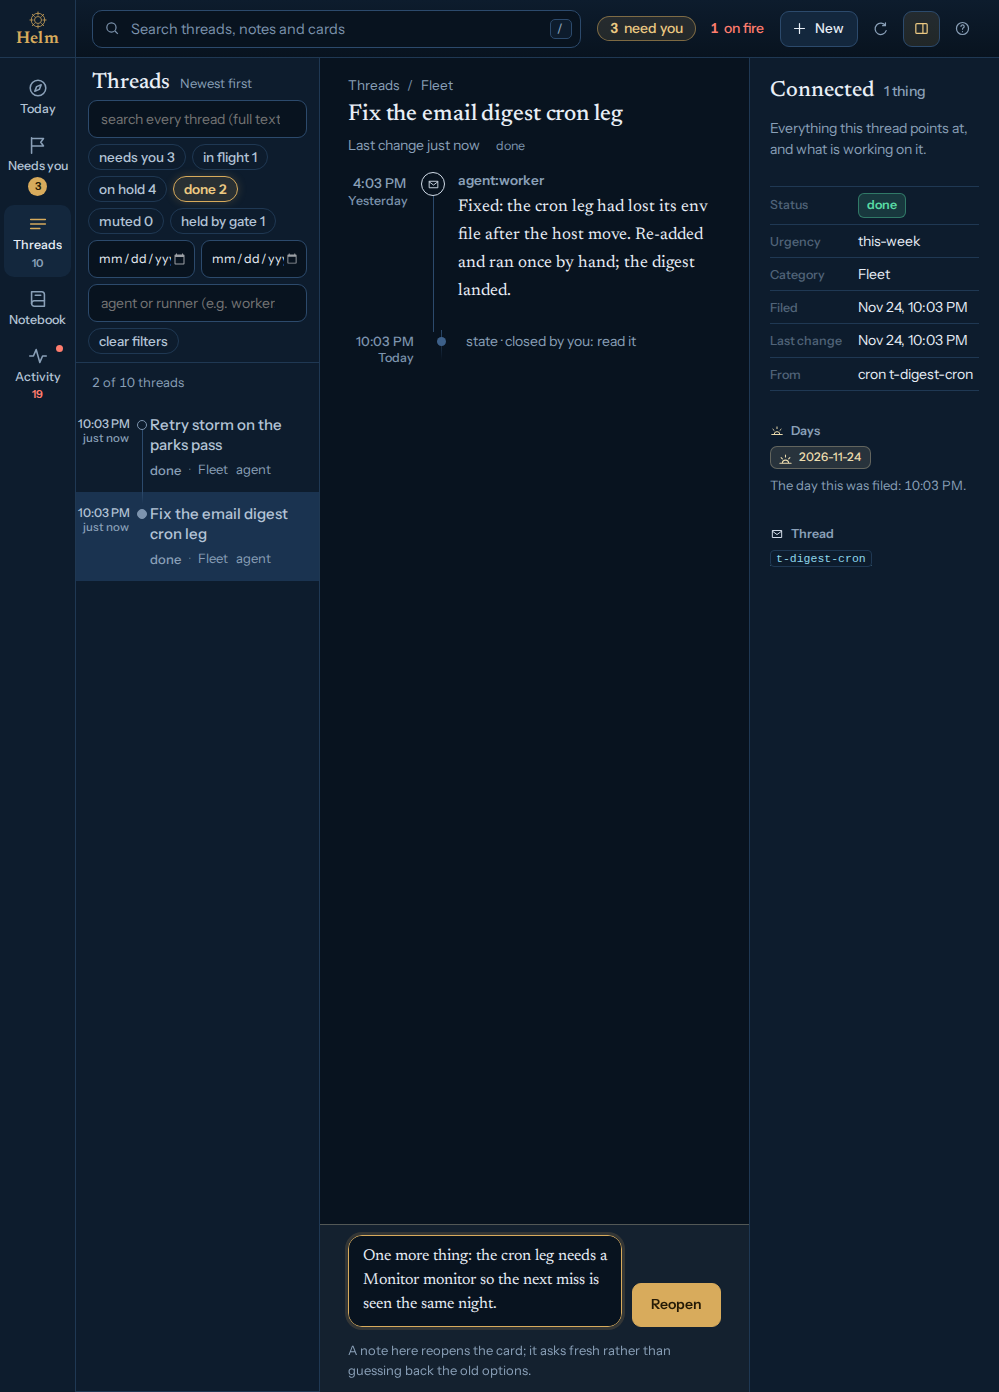 Helm
Search threads, notes and cards
/
3 need you
1 on fire
New
Today
Needs you
3
Threads
10
Notebook
Activity
19
Threads
Newest first
search every thread (full text
needs you 3
in flight 1
on hold 4
done 2
muted 0
held by gate 1
mm/dd/yy
mm/dd/yy
agent or runner (e.g. worker
clear filters
2 of 10 threads
10:03 PM
just now
Retry storm on the
parks pass
done · Fleet agent
10:03 PM
just now
Fix the email digest
cron leg
done · Fleet agent
Threads / Fleet
Fix the email digest cron leg
Last change just now done
4:03 PM
Yesterday
agent:worker
Fixed: the cron leg had lost its env
file after the host move. Re-added
and ran once by hand; the digest
landed.
10:03 PM
Today
state · closed by you: read it
One more thing: the cron leg needs a
Monitor monitor so the next miss is
seen the same night.
Reopen
A note here reopens the card; it asks fresh rather than
guessing back the old options.
Connected 1 thing
Everything this thread points at,
and what is working on it.
Status done
Urgency this-week
Category Fleet
Filed Nov 24, 10:03 PM
Last change Nov 24, 10:03 PM
From cron t-digest-cron
Days
2026-11-24
The day this was filed: 10:03 PM.
Thread
t-digest-cron